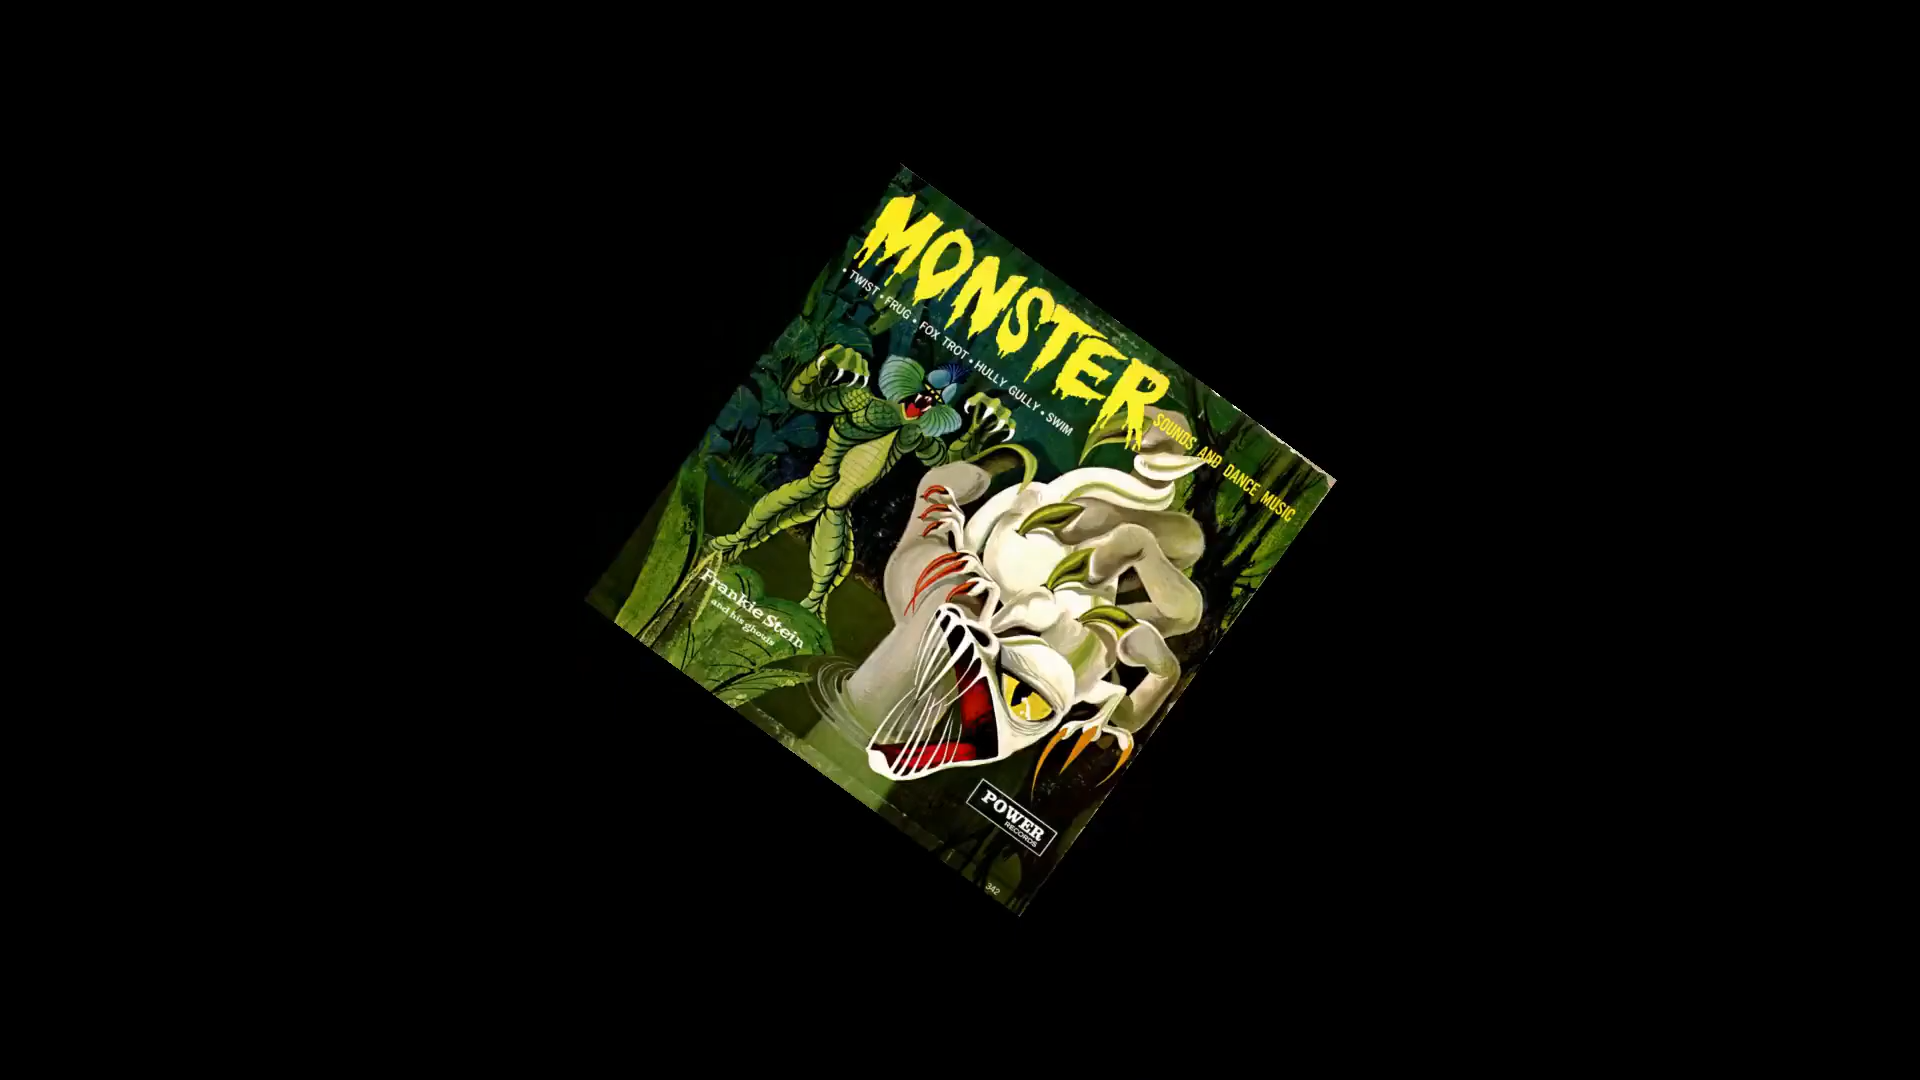 MONSTER
SOUNDS AND DANCE MUSIC
• TWIST • FRUG • FOX TROT • HULLY GULLY • SWIM
Frankie Stein
and his ghouls
POWER
RECORDS
342